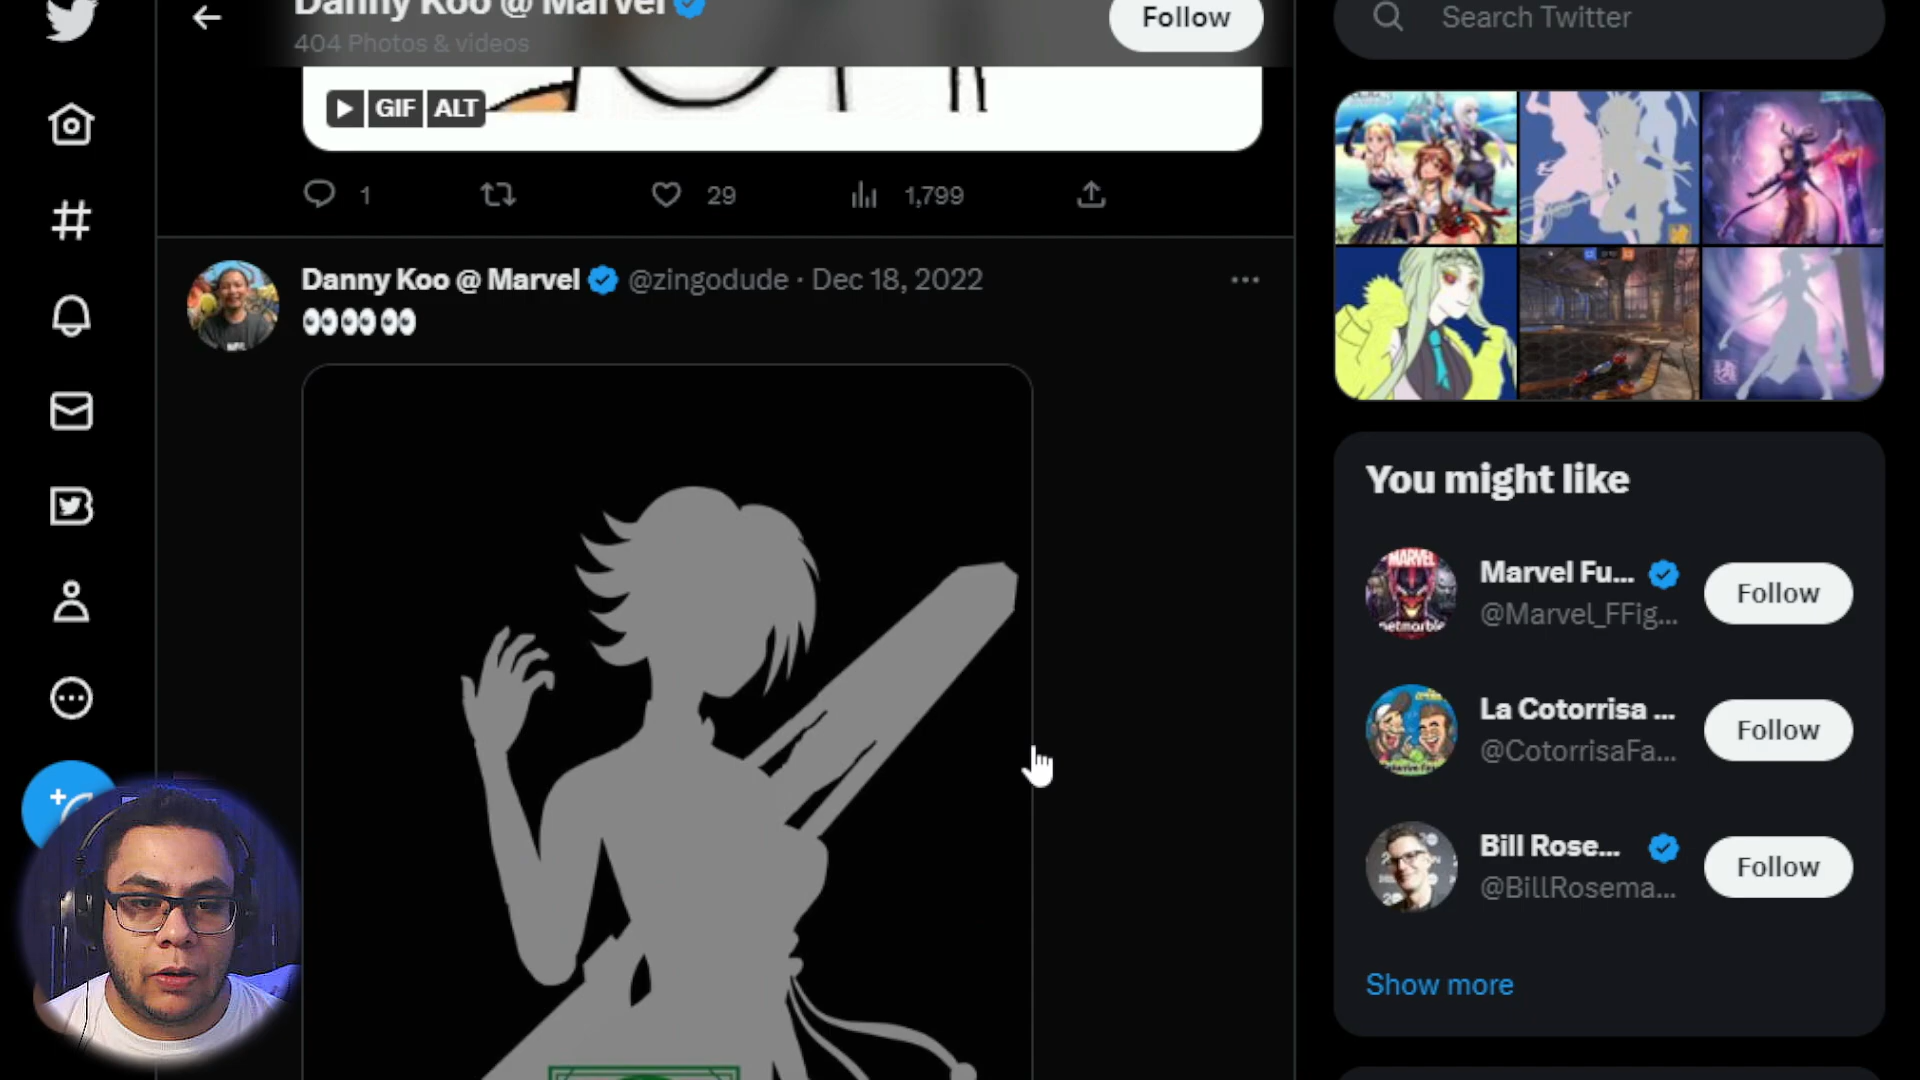 Danny Koo @ Marvel
404 Photos & videos
Follow
Search Twitter
GIF ALT
1
29
1,799
Danny Koo @ Marvel @zingodude · Dec 18, 2022
👀👀👀
You might like
MARVEL
netmarble
Marvel Fu...
@Marvel_FFig...
Follow
La Cotorrisa ...
@CotorrisaFa...
Follow
Bill Rose...
@BillRosema...
Follow
Show more